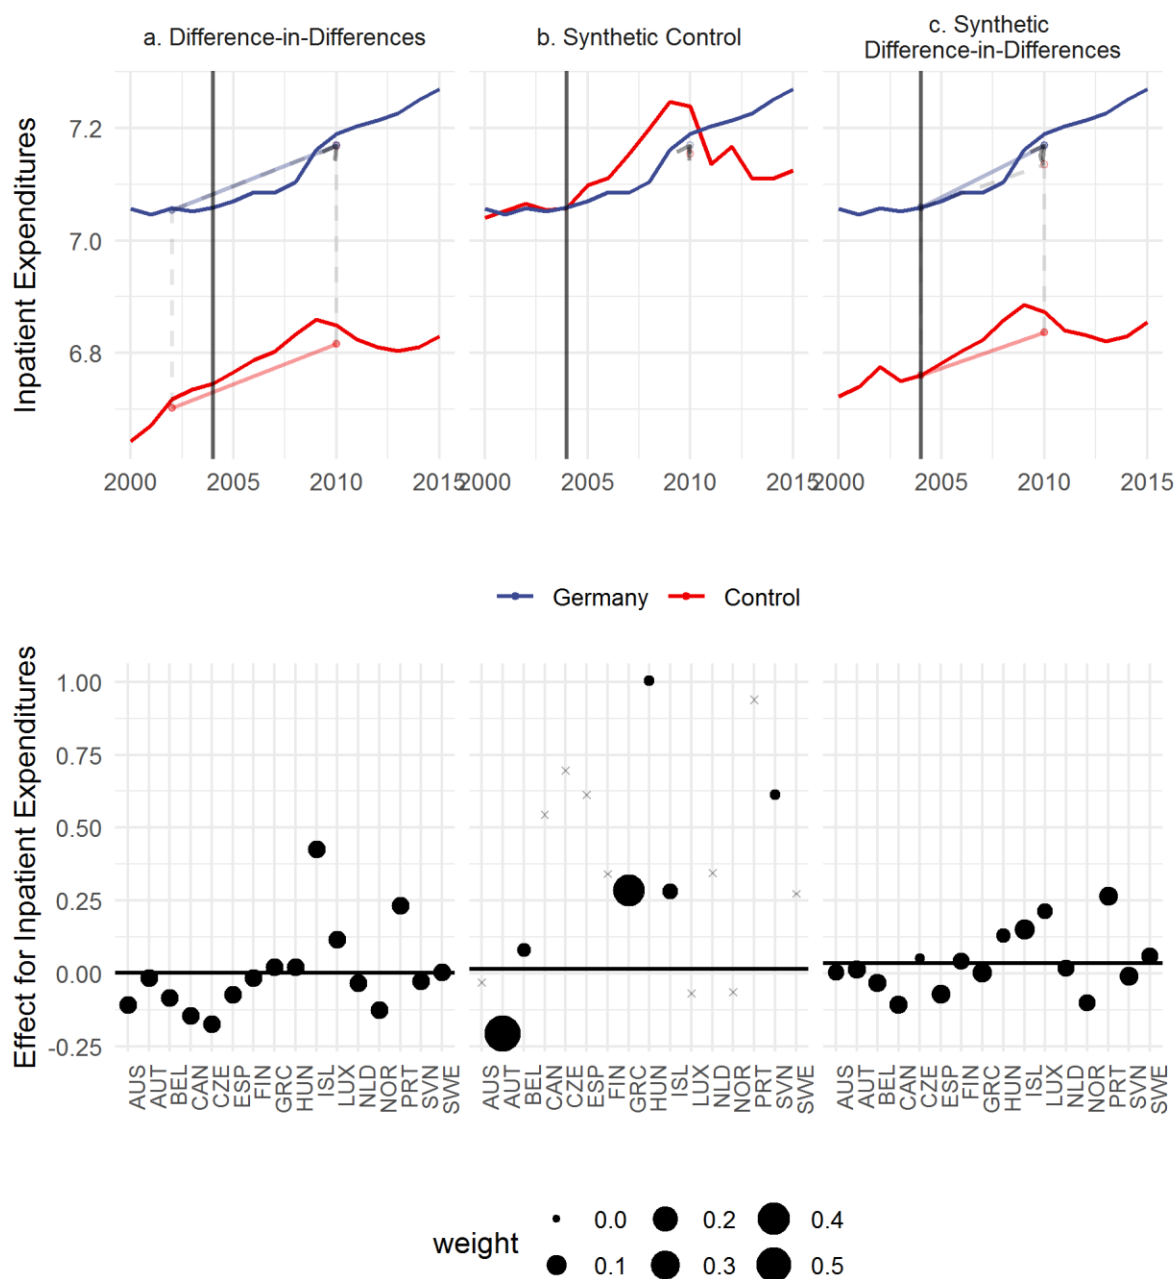 a. Difference-in-Differences
b. Synthetic Control
c. Synthetic
Difference-in-Differences
Inpatient Expenditures
7.2
7.0
6.8
2000 2005 2010 2015
2000 2005 2010 2015
2000 2005 2010 2015
Germany Control
Effect for Inpatient Expenditures
1.00
0.75
0.50
0.25
0.00
-0.25
AUS AUT BEL CAN CZE ESP FIN GRC HUN ISL LUX NLD NOR PRT SVN SWE
AUS AUT BEL CAN CZE ESP FIN GRC HUN ISL LUX NLD NOR PRT SVN SWE
AUS AUT BEL CAN CZE ESP FIN GRC HUN ISL LUX NLD NOR PRT SVN SWE
weight
0.0 0.2 0.4
0.1 0.3 0.5